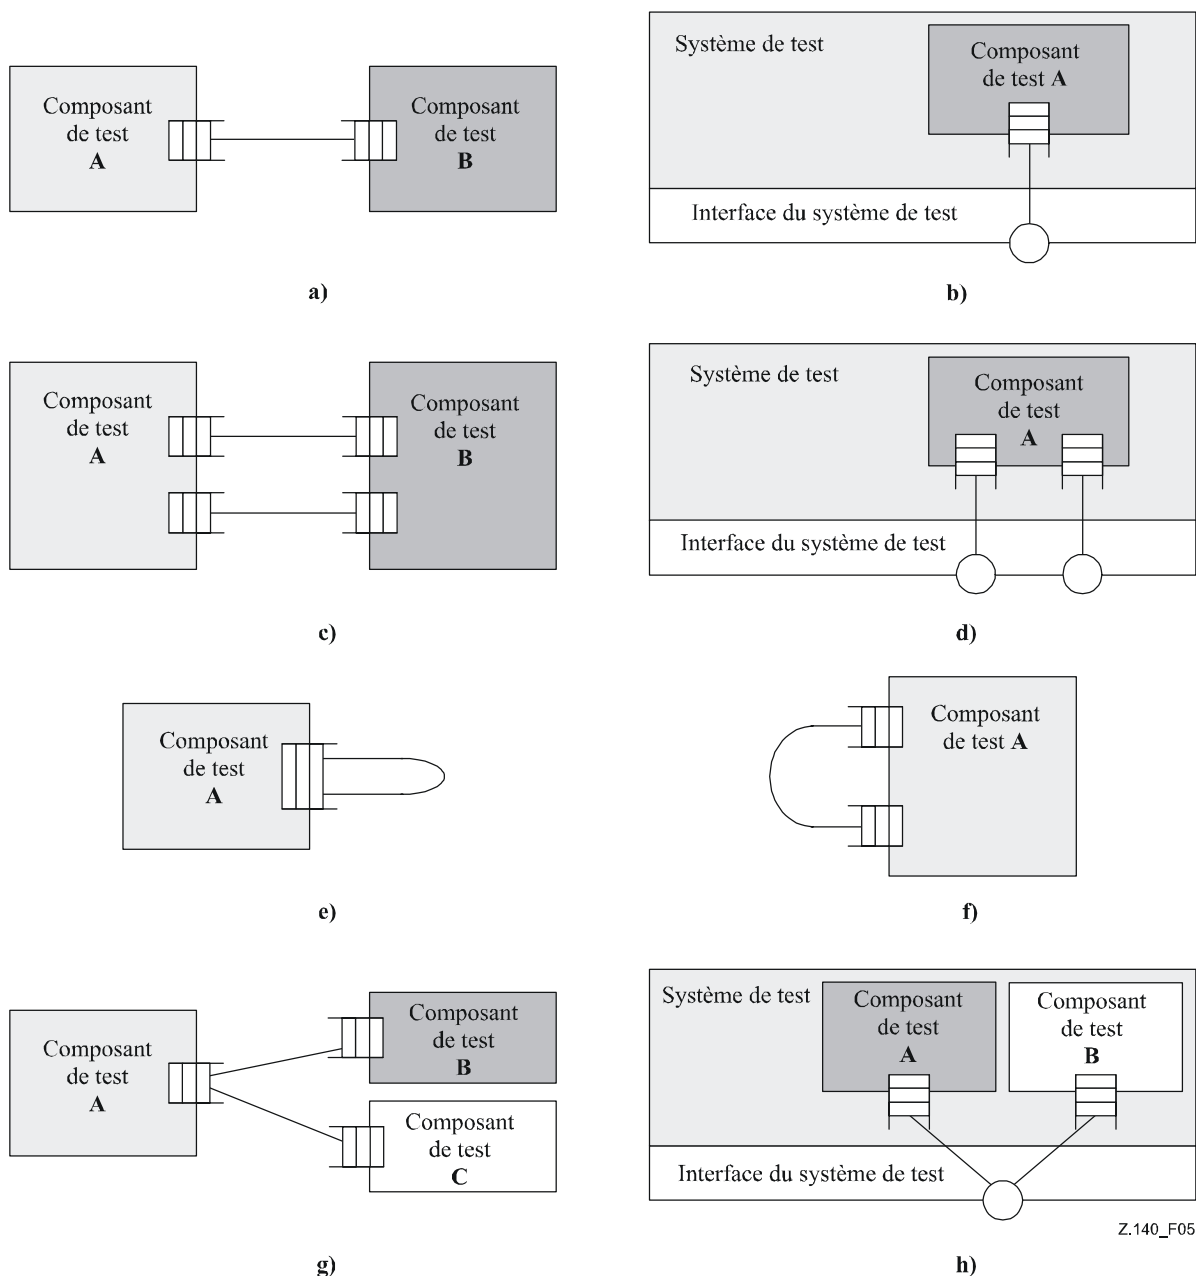 Composant
de test
A
Composant
de test
B
a)
Système de test
Composant
de test A
Interface du système de test
b)
Composant
de test
A
Composant
de test
B
c)
Système de test
Composant
de test
A
Interface du système de test
d)
Composant
de test
A
e)
Composant
de test A
f)
Composant
de test
A
Composant
de test
B
Composant
de test
C
g)
Système de test
Composant
de test
A
Composant
de test
B
Interface du système de test
Z.140_F05
h)